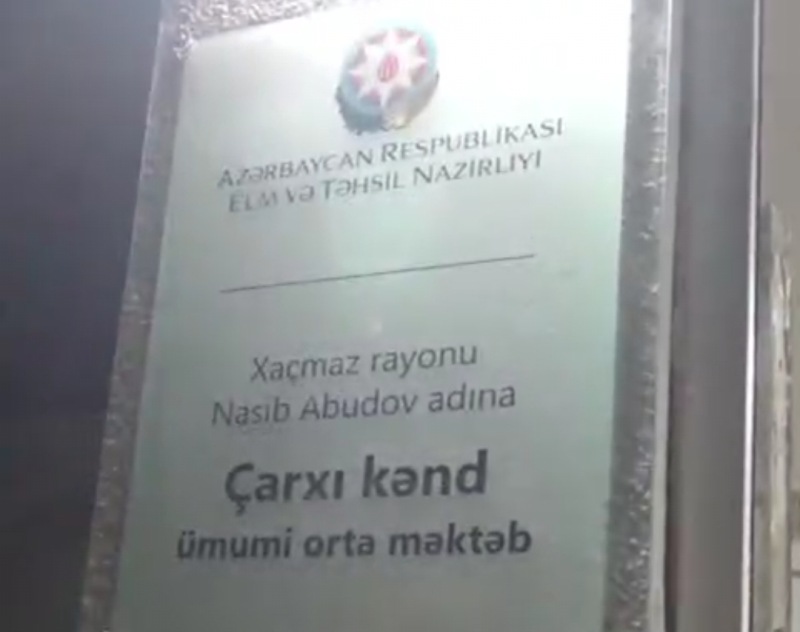 AZƏRBAYCAN RESPUBLİKASI
ELM VƏ TƏHSİL NAZİRLİYİ
Xaçmaz rayonu
Nasib Abudov adına
Çarxı kənd
ümumi orta məktəb